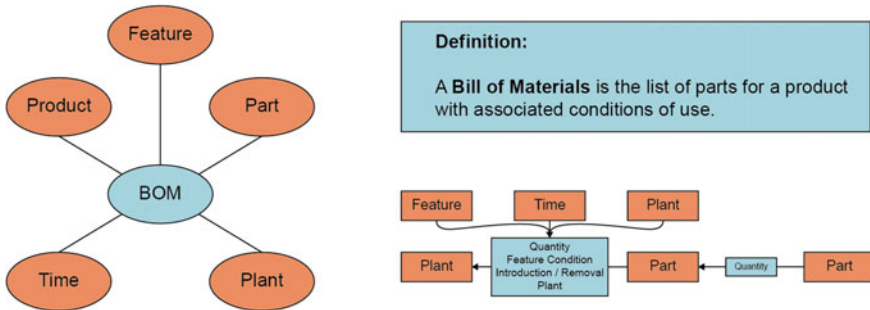 Feature
Product
Part
BOM
Time
Plant
Definition:
A Bill of Materials is the list of parts for a product
with associated conditions of use.
Feature
Time
Plant
Plant
Quantity
Feature Condition
Introduction / Removal
Plant
Part
Quantity
Part